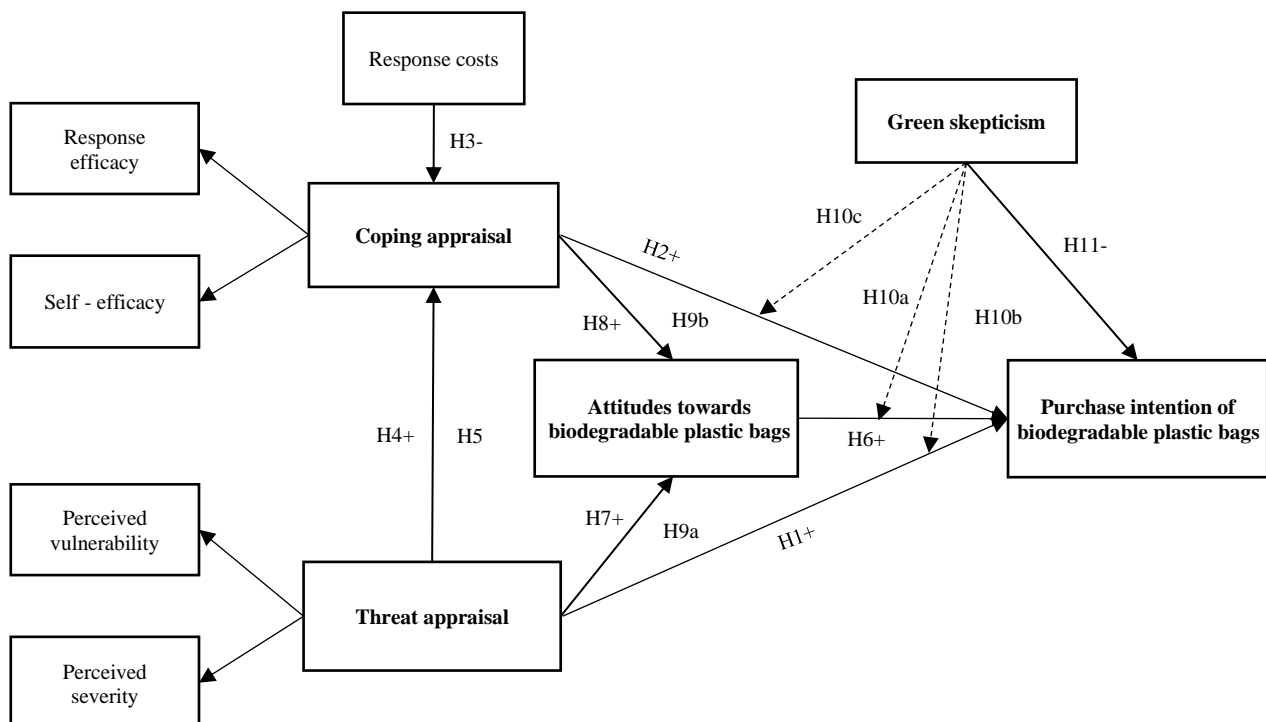 Response costs
Green skepticism
Response
efficacy
H3-
Coping appraisal
H10c
H2+
H11-
Self - efficacy
H10a
H10b
H8+
H9b
Attitudes towards
biodegradable plastic bags
Purchase intention of
biodegradable plastic bags
H4+
H5
H6+
Perceived
vulnerability
H7+
H9a
H1+
Threat appraisal
Perceived
severity